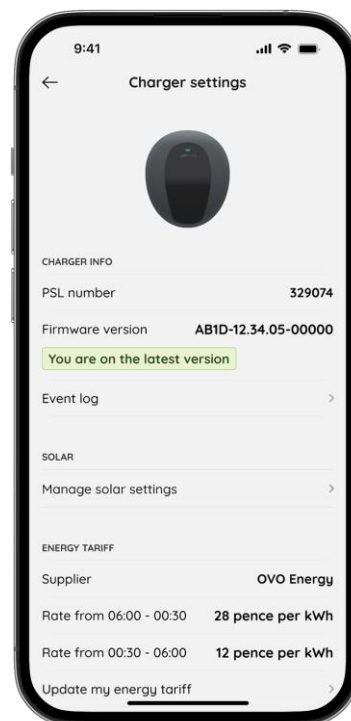 9:41
Charger settings
CHARGER INFO
PSL number 329074
Firmware version AB1D-12.34.05-00000
You are on the latest version
Event log
SOLAR
Manage solar settings
ENERGY TARIFF
Supplier OVO Energy
Rate from 06:00 - 00:30 28 pence per kWh
Rate from 00:30 - 06:00 12 pence per kWh
Update my energy tariff